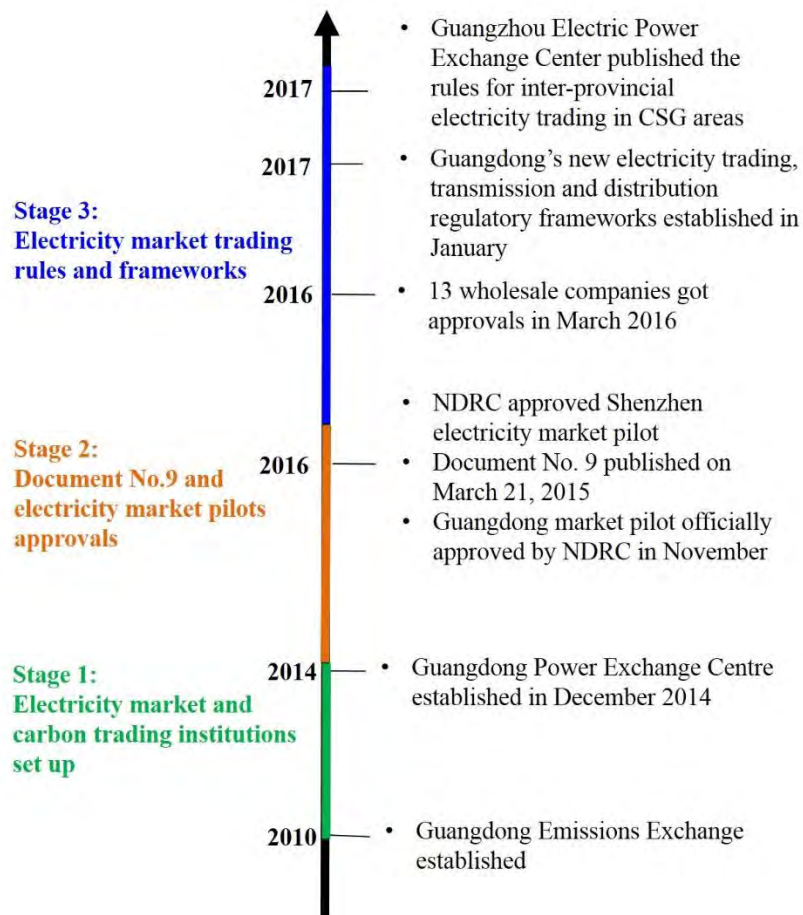 • Guangzhou Electric Power
Exchange Center published the
rules for inter-provincial
electricity trading in CSG areas
2017
2017
• Guangdong’s new electricity trading,
transmission and distribution
regulatory frameworks established in
January
Stage 3:
Electricity market trading
rules and frameworks
2016
• 13 wholesale companies got
approvals in March 2016
• NDRC approved Shenzhen
electricity market pilot
• Document No. 9 published on
March 21, 2015
• Guangdong market pilot officially
approved by NDRC in November
2016
Stage 2:
Document No.9 and
electricity market pilots
approvals
2014
• Guangdong Power Exchange Centre
established in December 2014
Stage 1:
Electricity market and
carbon trading institutions
set up
2010
• Guangdong Emissions Exchange
established